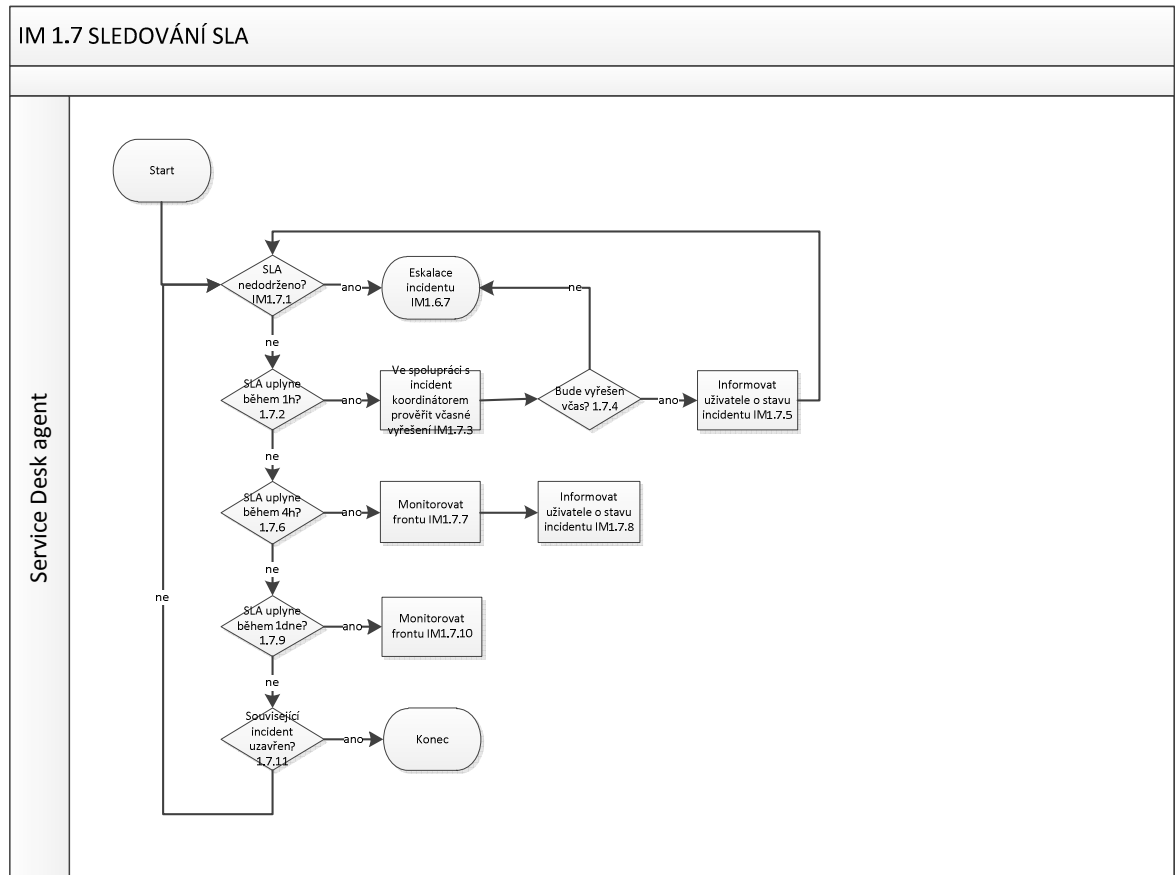 IM 1.7 SLEDOVÁNÍ SLA
Service Desk agent
Start
SLA
nedodrženo?
IM1.7.1
ano
Eskalace
incidentu
IM1.6.7
ne
ne
SLA uplyne
během 1h?
1.7.2
ano
Ve spolupráci s
incident
koordinátorem
prověřit včasné
vyřešení IM1.7.3
Bude vyřešen
včas? 1.7.4
ano
Informovat
uživatele o stavu
incidentu IM1.7.5
ne
SLA uplyne
během 4h?
1.7.6
ano
Monitorovat
frontu IM1.7.7
Informovat
uživatele o stavu
incidentu IM1.7.8
ne
SLA uplyne
během 1dne?
1.7.9
ano
Monitorovat
frontu IM1.7.10
ne
ne
Související
incident
uzavřen?
1.7.11
ano
Konec